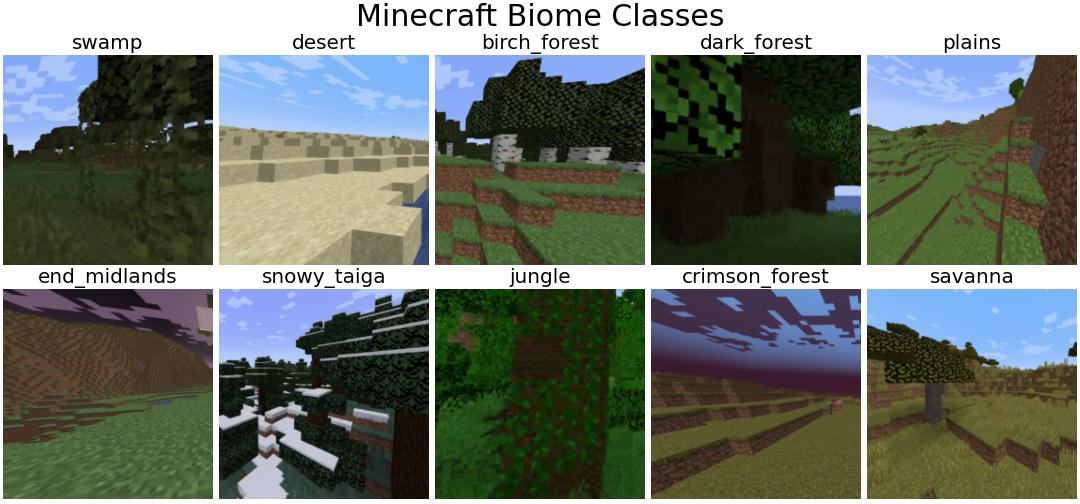 Minecraft Biome Classes
swamp desert birch_forest dark_forest plains
end_midlands snowy_taiga jungle crimson_forest savanna